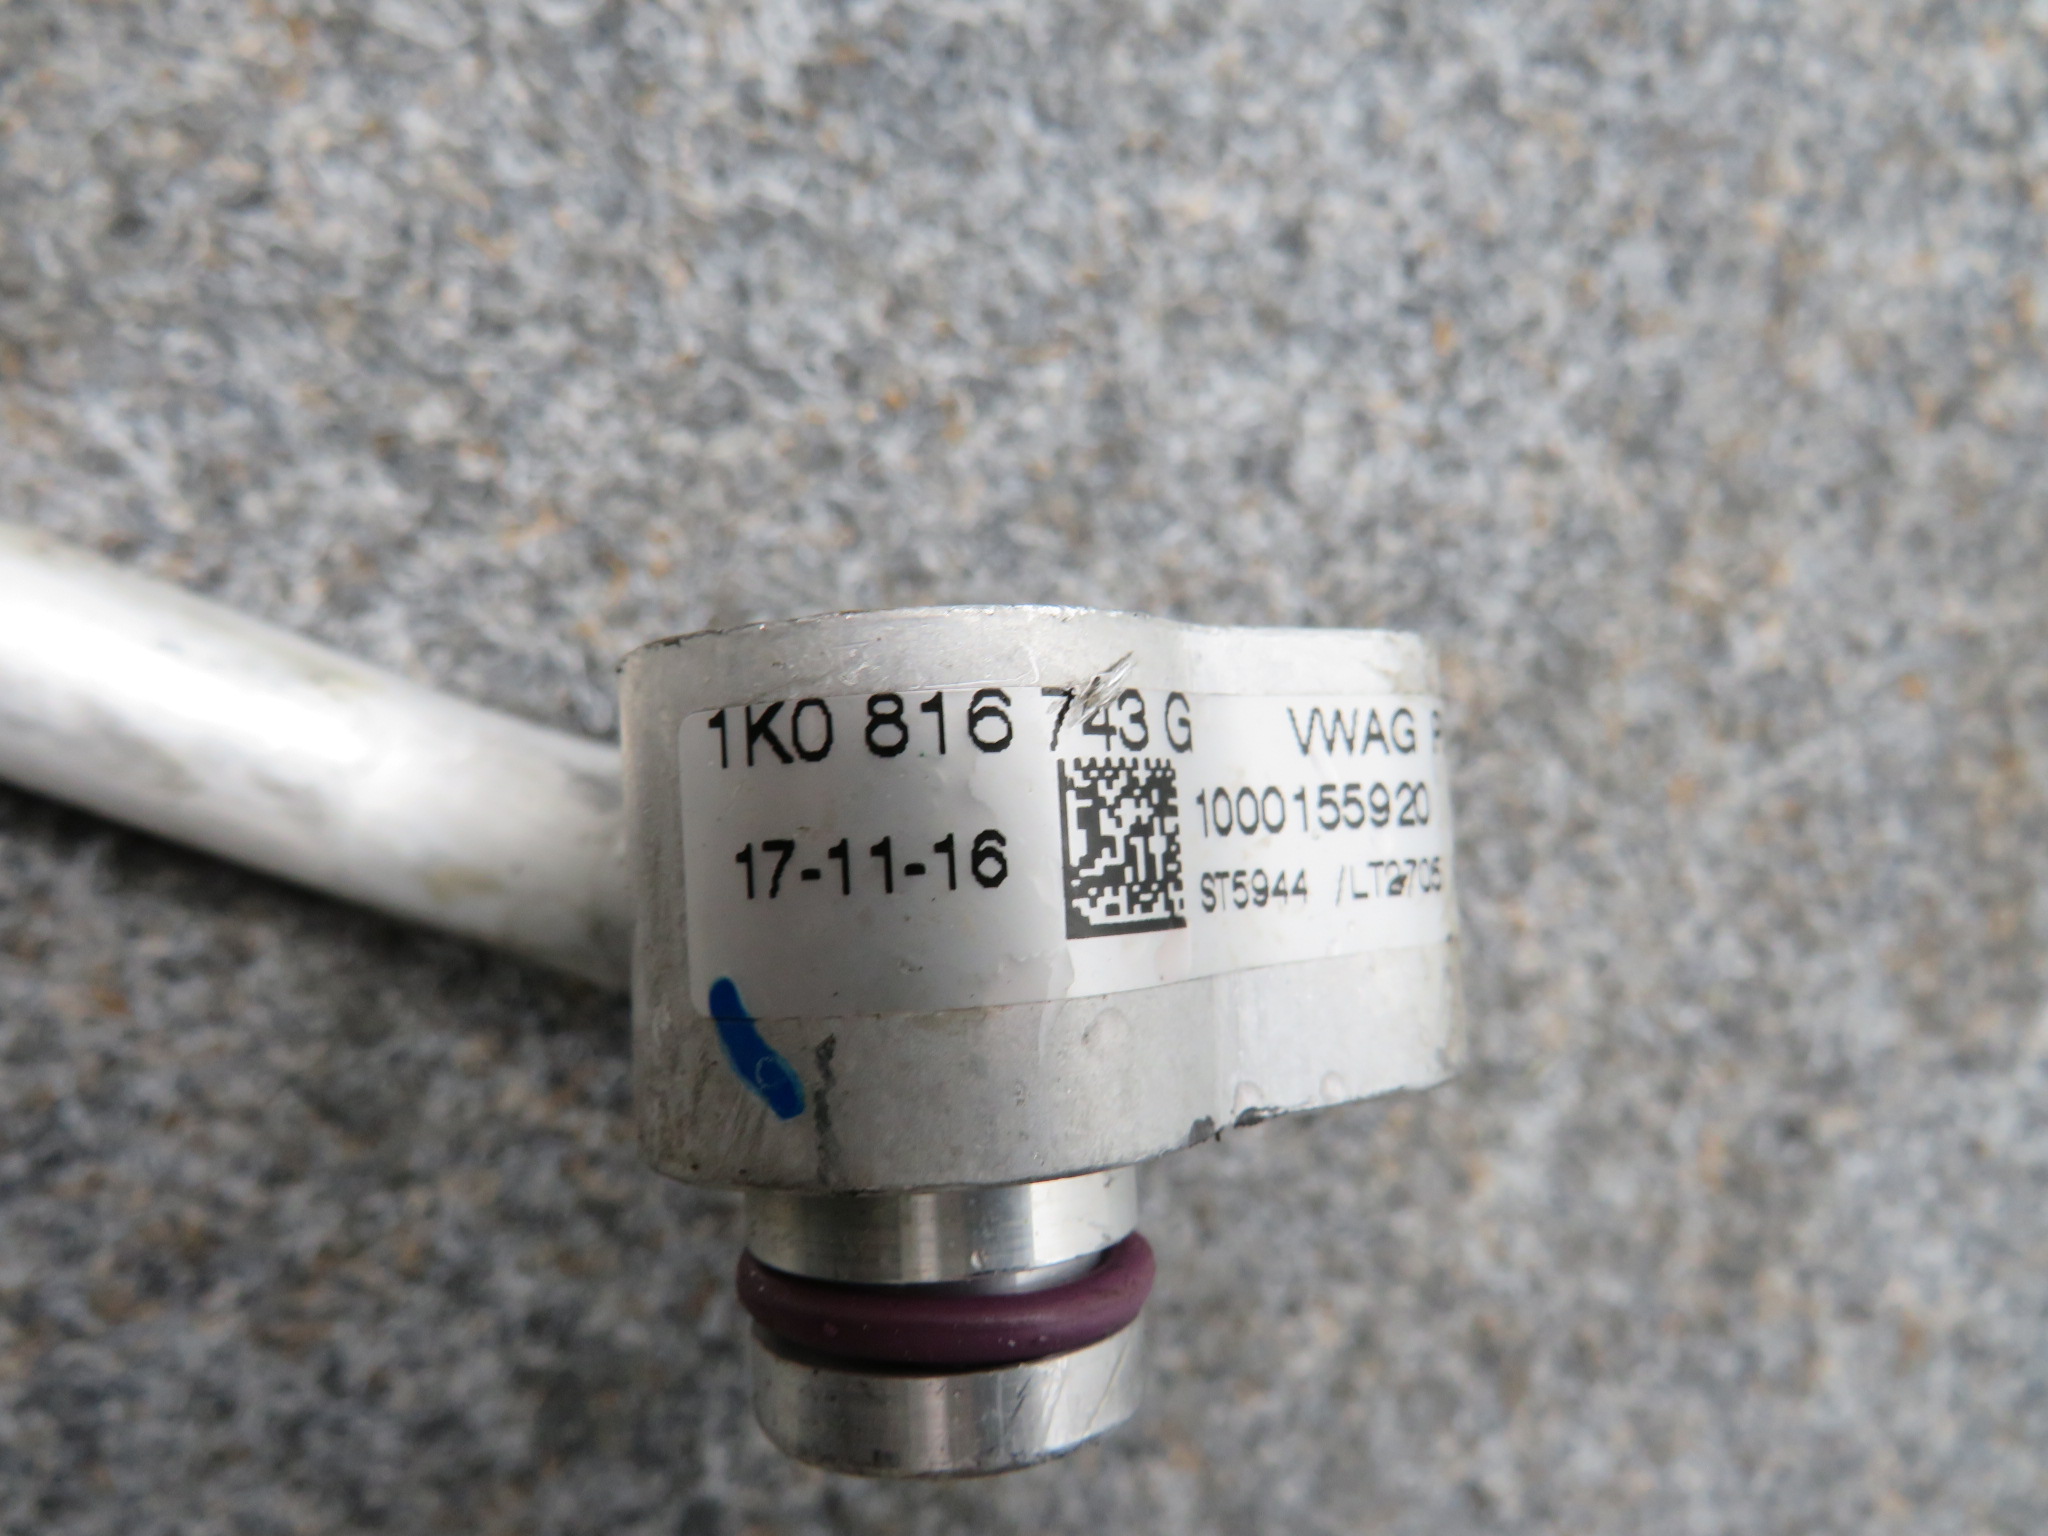 1K0 816 743 G VWAG
1000155920
17-11-16
ST5944 /LT2705